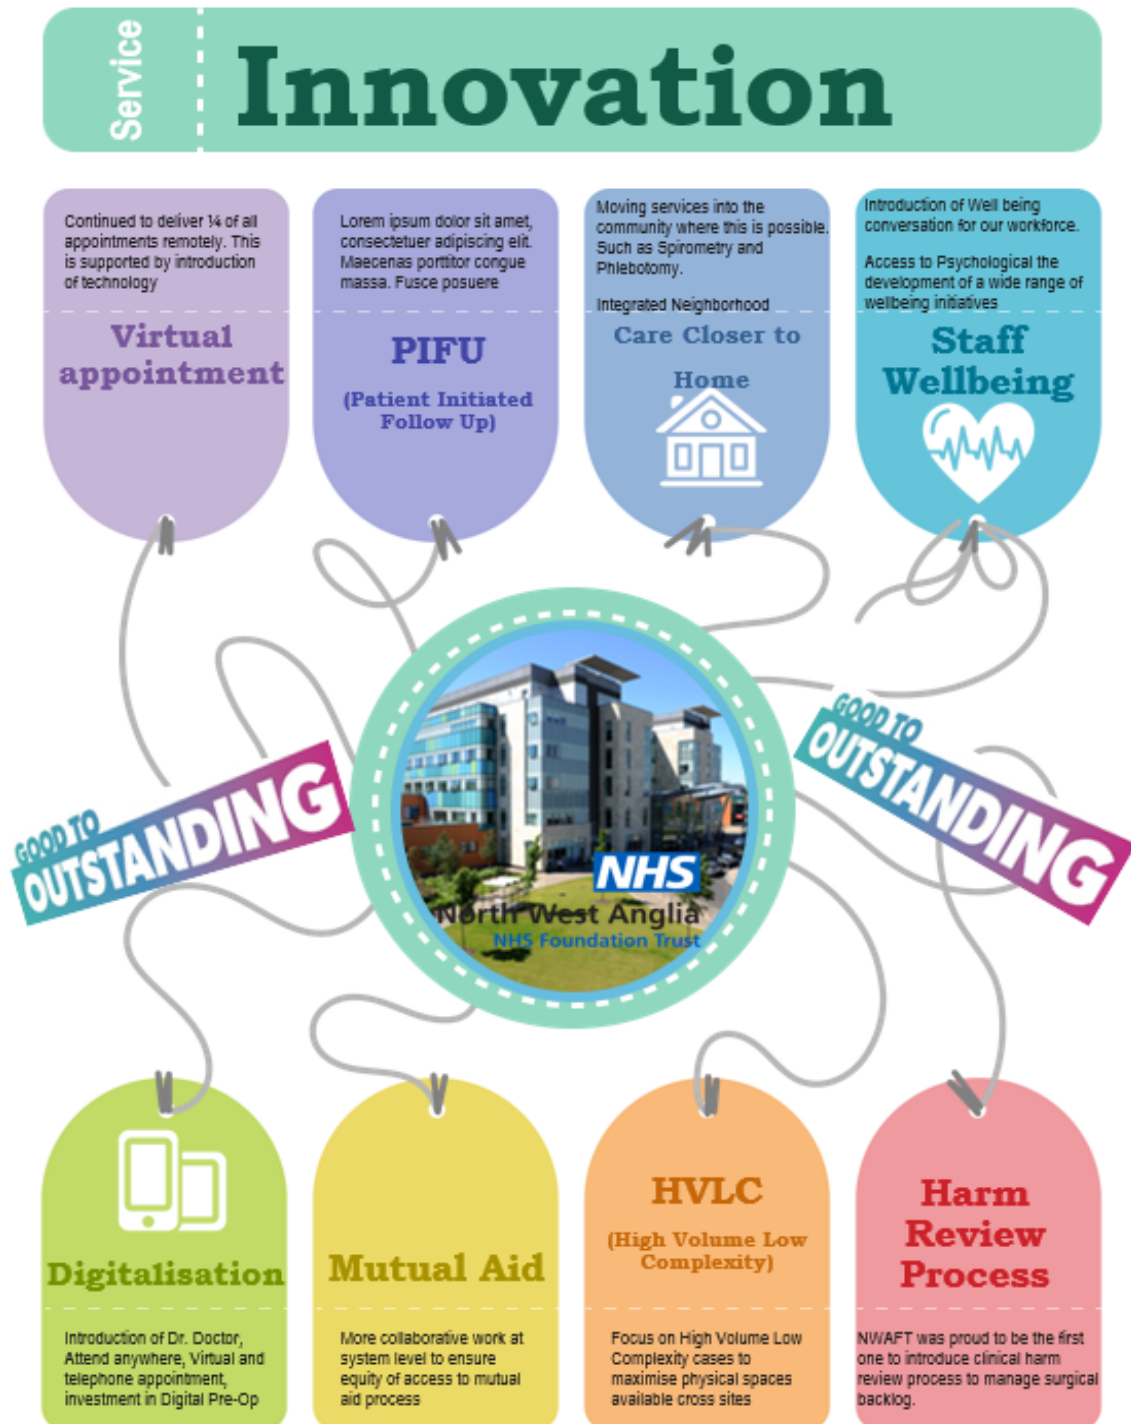 Service
Innovation
Continued to deliver ¼ of all
appointments remotely. This
is supported by introduction
of technology
Virtual
appointment
Lorem ipsum dolor sit amet,
consectetuer adipiscing elit.
Maecenas porttitor congue
massa. Fusce posuere
PIFU
(Patient Initiated
Follow Up)
Moving services into the
community where this is possible.
Such as Spirometry and
Phlebotomy.
Integrated Neighborhood
Care Closer to
Home
Introduction of Well being
conversation for our workforce.
Access to Psychological the
development of a wide range of
wellbeing initiatives
Staff
Wellbeing
GOOD TO
OUTSTANDING
NHS
North West Anglia
NHS Foundation Trust
GOOD TO
OUTSTANDING
Digitalisation
Introduction of Dr. Doctor,
Attend anywhere, Virtual and
telephone appointment,
investment in Digital Pre-Op
Mutual Aid
More collaborative work at
system level to ensure
equity of access to mutual
aid process
HVLC
(High Volume Low
Complexity)
Focus on High Volume Low
Complexity cases to
maximise physical spaces
available cross sites
Harm
Review
Process
NWAFT was proud to be the first
one to introduce clinical harm
review process to manage surgical
backlog.